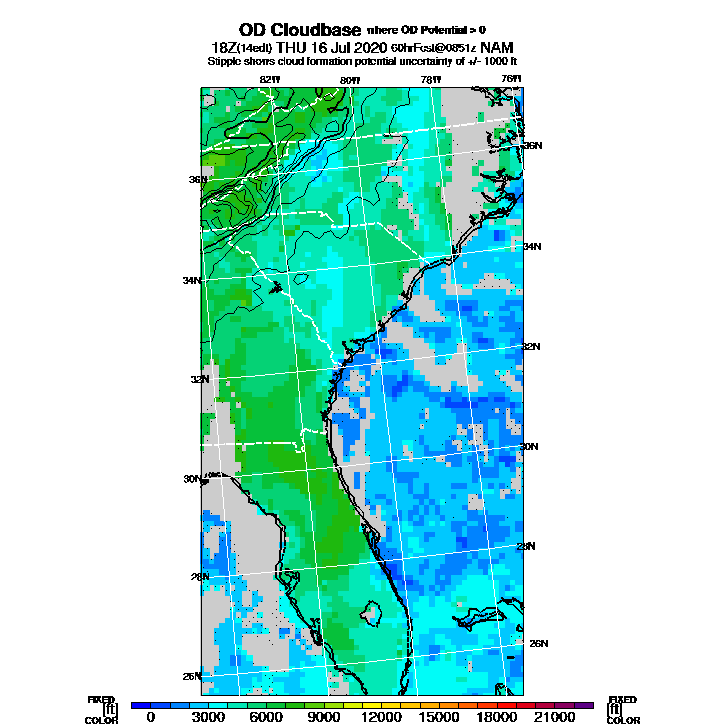 OD Cloudbase where OD Potential > 0
18Z(14edt) THU 16 Jul 2020 60hrFcst@0851z NAM
Stipple shows cloud formation potential uncertainty of +/- 1000 ft
82W 80W 78W 76W
36N 36N
34N 34N
32N 32N
30N 30N
28N 28N
26N 26N
FIXED FIXED
[ft] [ft]
COLOR COLOR
0 3000 6000 9000 12000 15000 18000 21000